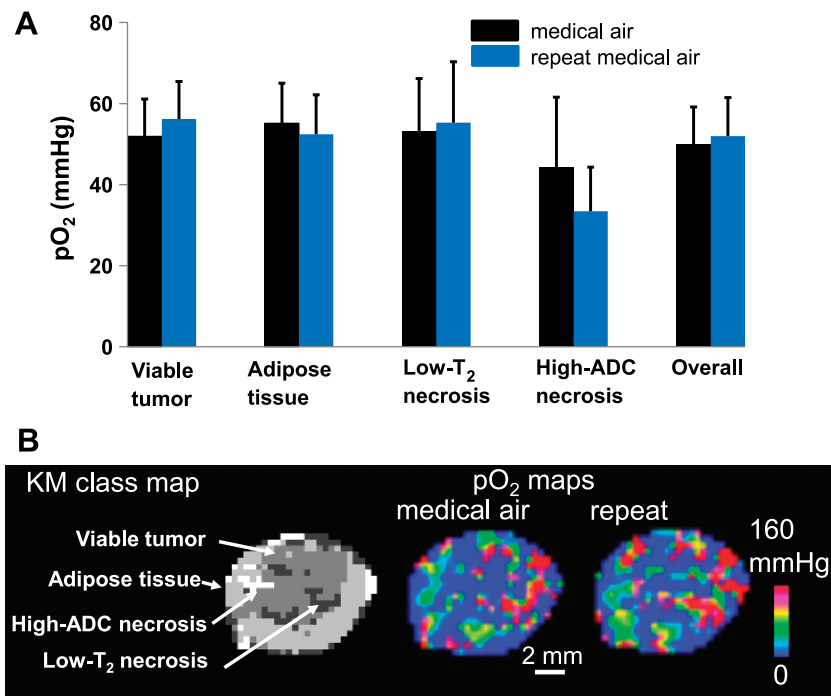 A
80
60
40
20
0
pO2 (mmHg)
medical air
repeat medical air
Viable tumor
Adipose tissue
Low-T2 necrosis
High-ADC necrosis
Overall
B
KM class map
pO2 maps
medical air
repeat
Viable tumor
Adipose tissue
High-ADC necrosis
Low-T2 necrosis
160
mmHg
0
2 mm